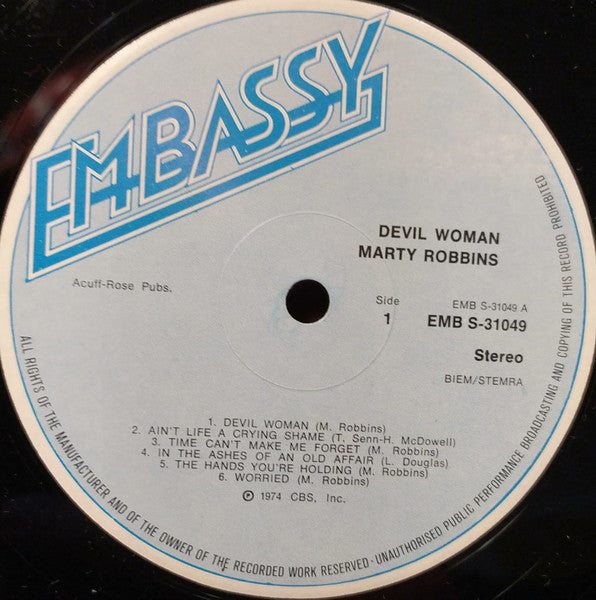 EMBASSY
DEVIL WOMAN
MARTY ROBBINS
Acuff-Rose Pubs.
Side
1
EMB S-31049 A
EMB S-31049
Stereo
BIEM/STEMRA
1. DEVIL WOMAN (M. Robbins)
2. AIN'T LIFE A CRYING SHAME (T. Senn-H. McDowell)
3. TIME CAN'T MAKE ME FORGET (M. Robbins)
4. IN THE ASHES OF AN OLD AFFAIR (L. Douglas)
5. THE HANDS YOU'RE HOLDING (M. Robbins)
6. WORRIED (M. Robbins)
℗ 1974 CBS, Inc.
ALL RIGHTS OF THE MANUFACTURER AND OF THE OWNER OF THE RECORDED WORK RESERVED · UNAUTHORISED PUBLIC PERFORMANCE BROADCASTING AND COPYING OF THIS RECORD PROHIBITED